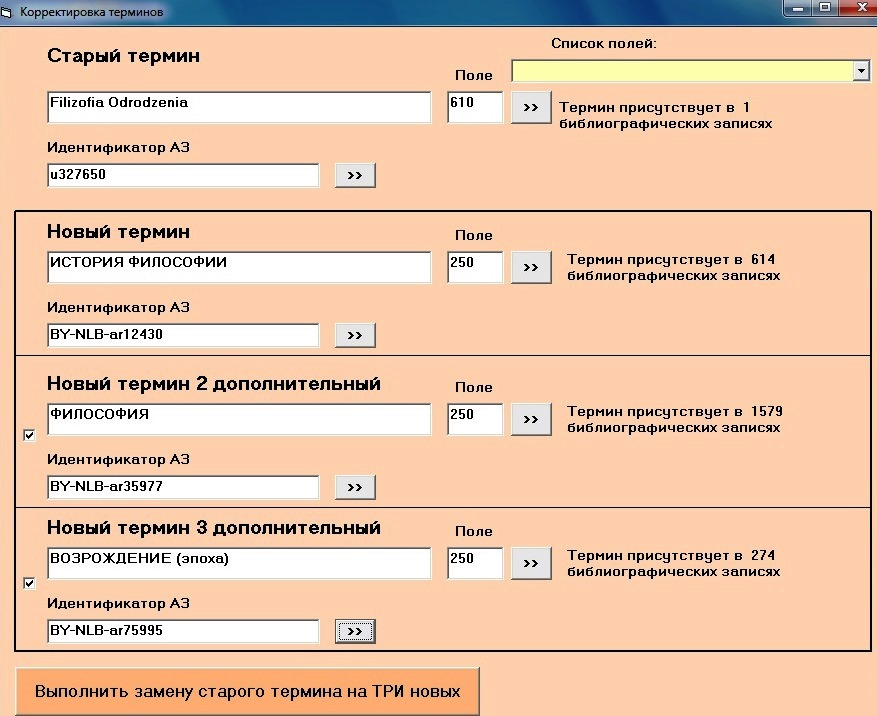 Корректировка терминов
Список полей:
Старый термин
Поле
Filizofia Odrodzenia
610
>>
Термин присутствует в 1
библиографических записях
Идентификатор АЗ
u327650
>>
Новый термин
Поле
ИСТОРИЯ ФИЛОСОФИИ
250
>>
Термин присутствует в 614
библиографических записях
Идентификатор АЗ
BY-NLB-ar12430
>>
Новый термин 2 дополнительный
Поле
ФИЛОСОФИЯ
250
>>
Термин присутствует в 1579
библиографических записях
Идентификатор АЗ
BY-NLB-ar35977
>>
Новый термин 3 дополнительный
Поле
ВОЗРОЖДЕНИЕ (эпоха)
250
>>
Термин присутствует в 274
библиографических записях
Идентификатор АЗ
BY-NLB-ar75995
>>
Выполнить замену старого термина на ТРИ новых